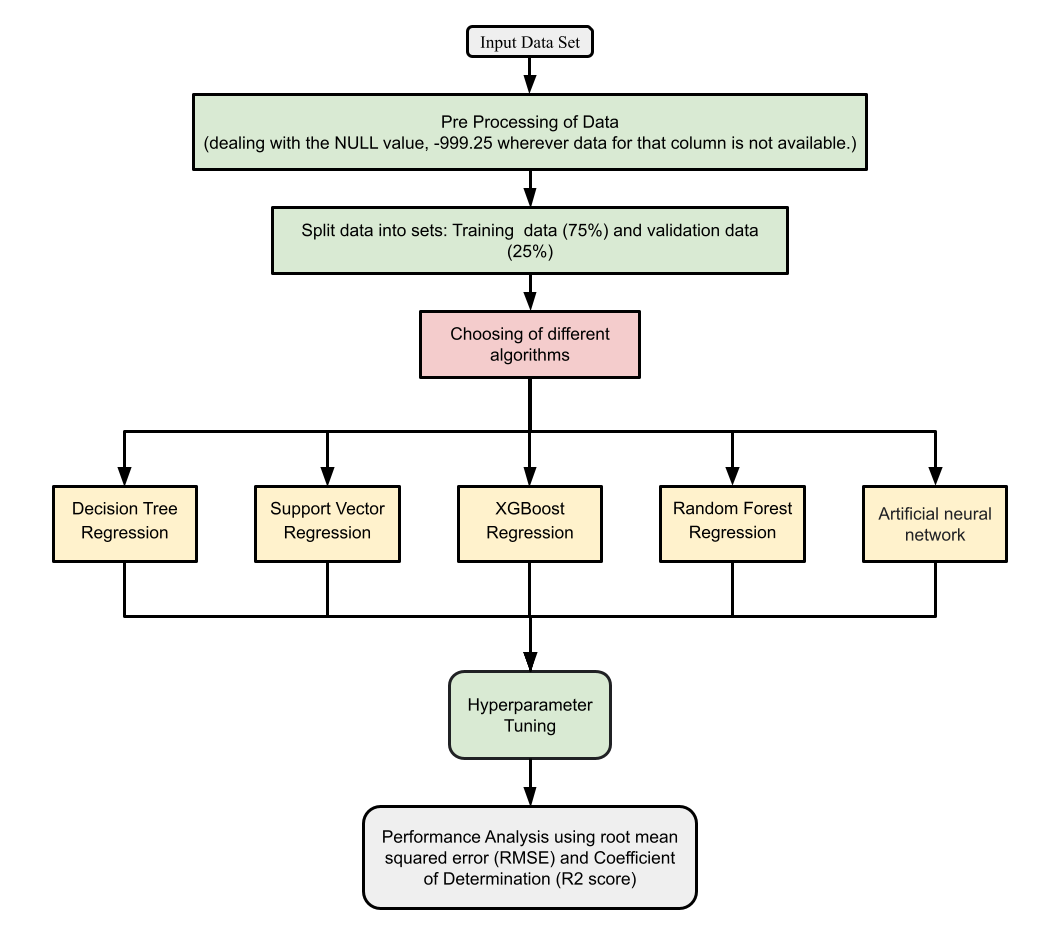 Input Data Set
Pre Processing of Data
(dealing with the NULL value, -999.25 wherever data for that column is not available.)
Split data into sets: Training  data (75%) and validation data
(25%)
Choosing of different
algorithms
Decision Tree
Regression
Support Vector
Regression
XGBoost
Regression
Random Forest
Regression
Artificial neural
network
Hyperparameter
Tuning
Performance Analysis using root mean
squared error (RMSE) and Coefficient
of Determination (R2 score)